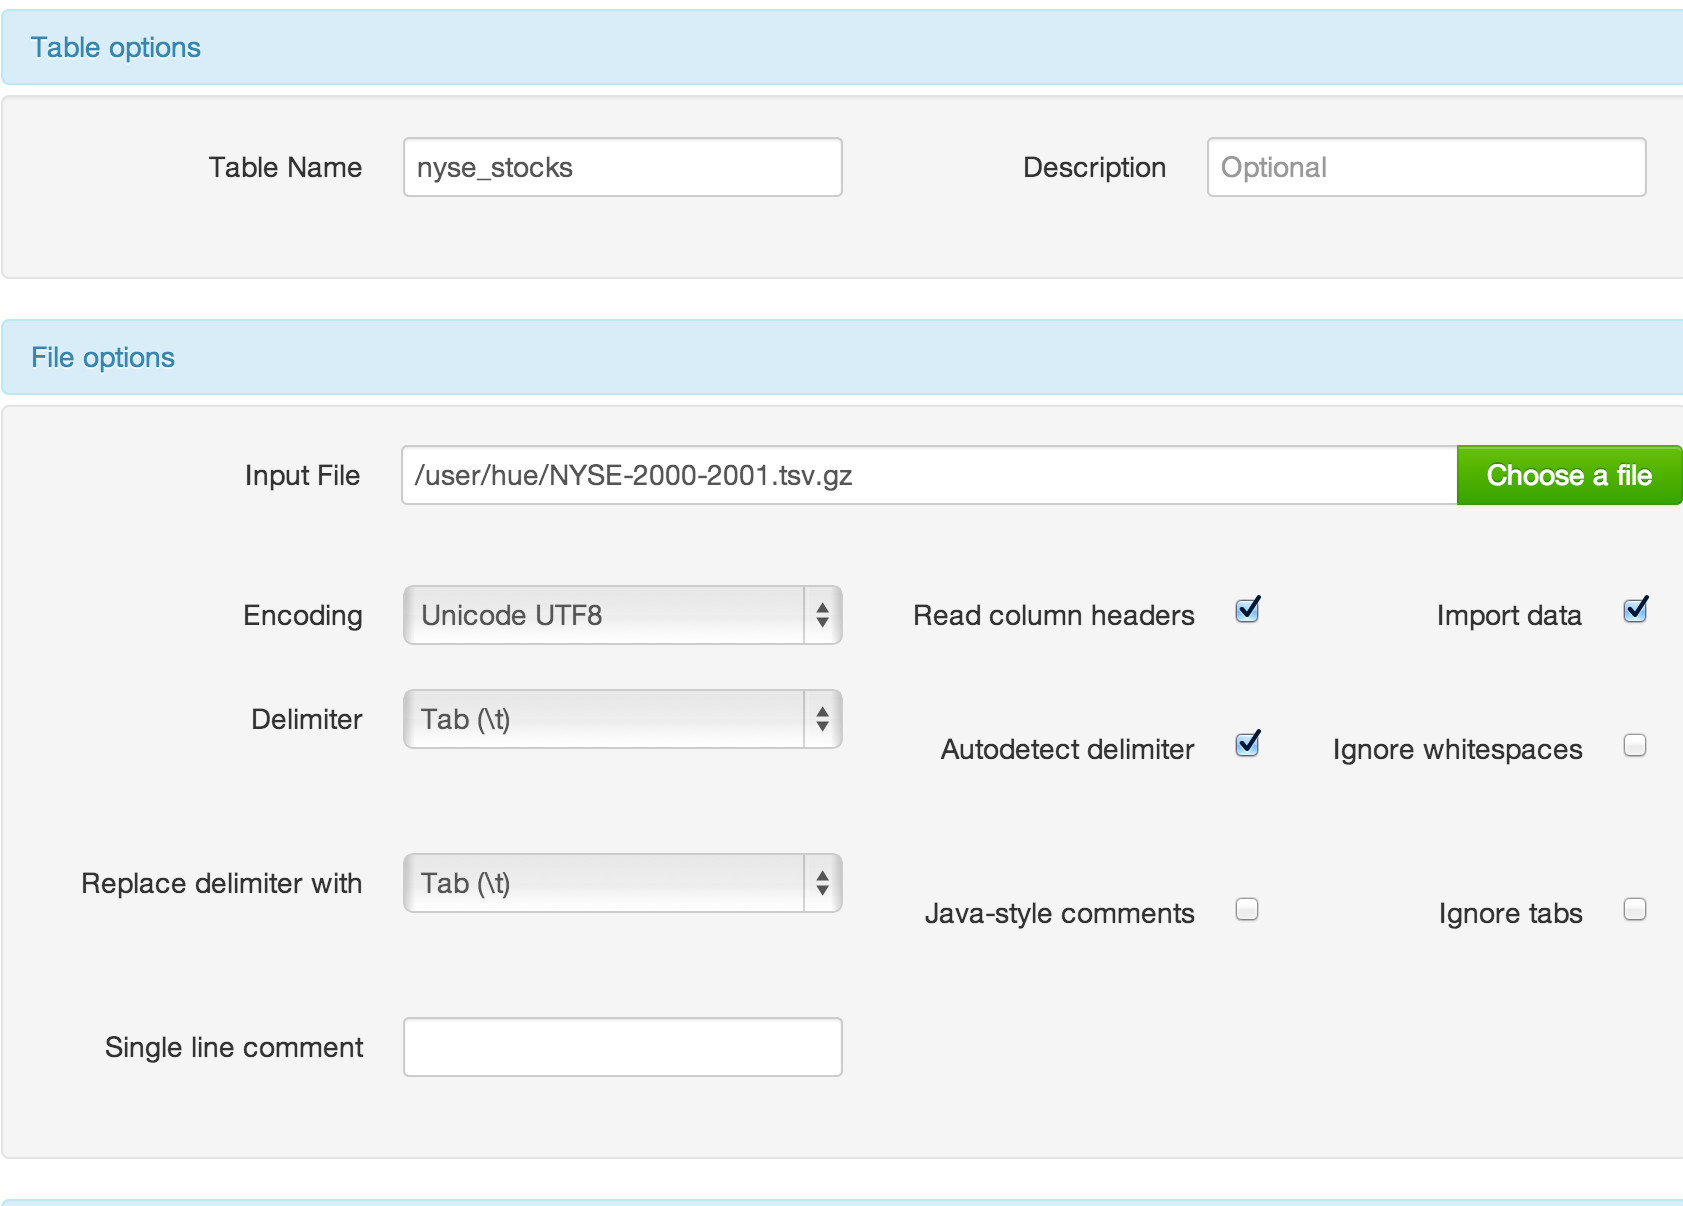 Table options
Table Name nyse_stocks Description Optional
File options
Input File /user/hue/NYSE-2000-2001.tsv.gz Choose a file
Encoding Unicode UTF8 Read column headers Import data
Delimiter Tab (\t)
Autodetect delimiter Ignore whitespaces
Replace delimiter with Tab (\t)
Java-style comments Ignore tabs
Single line comment